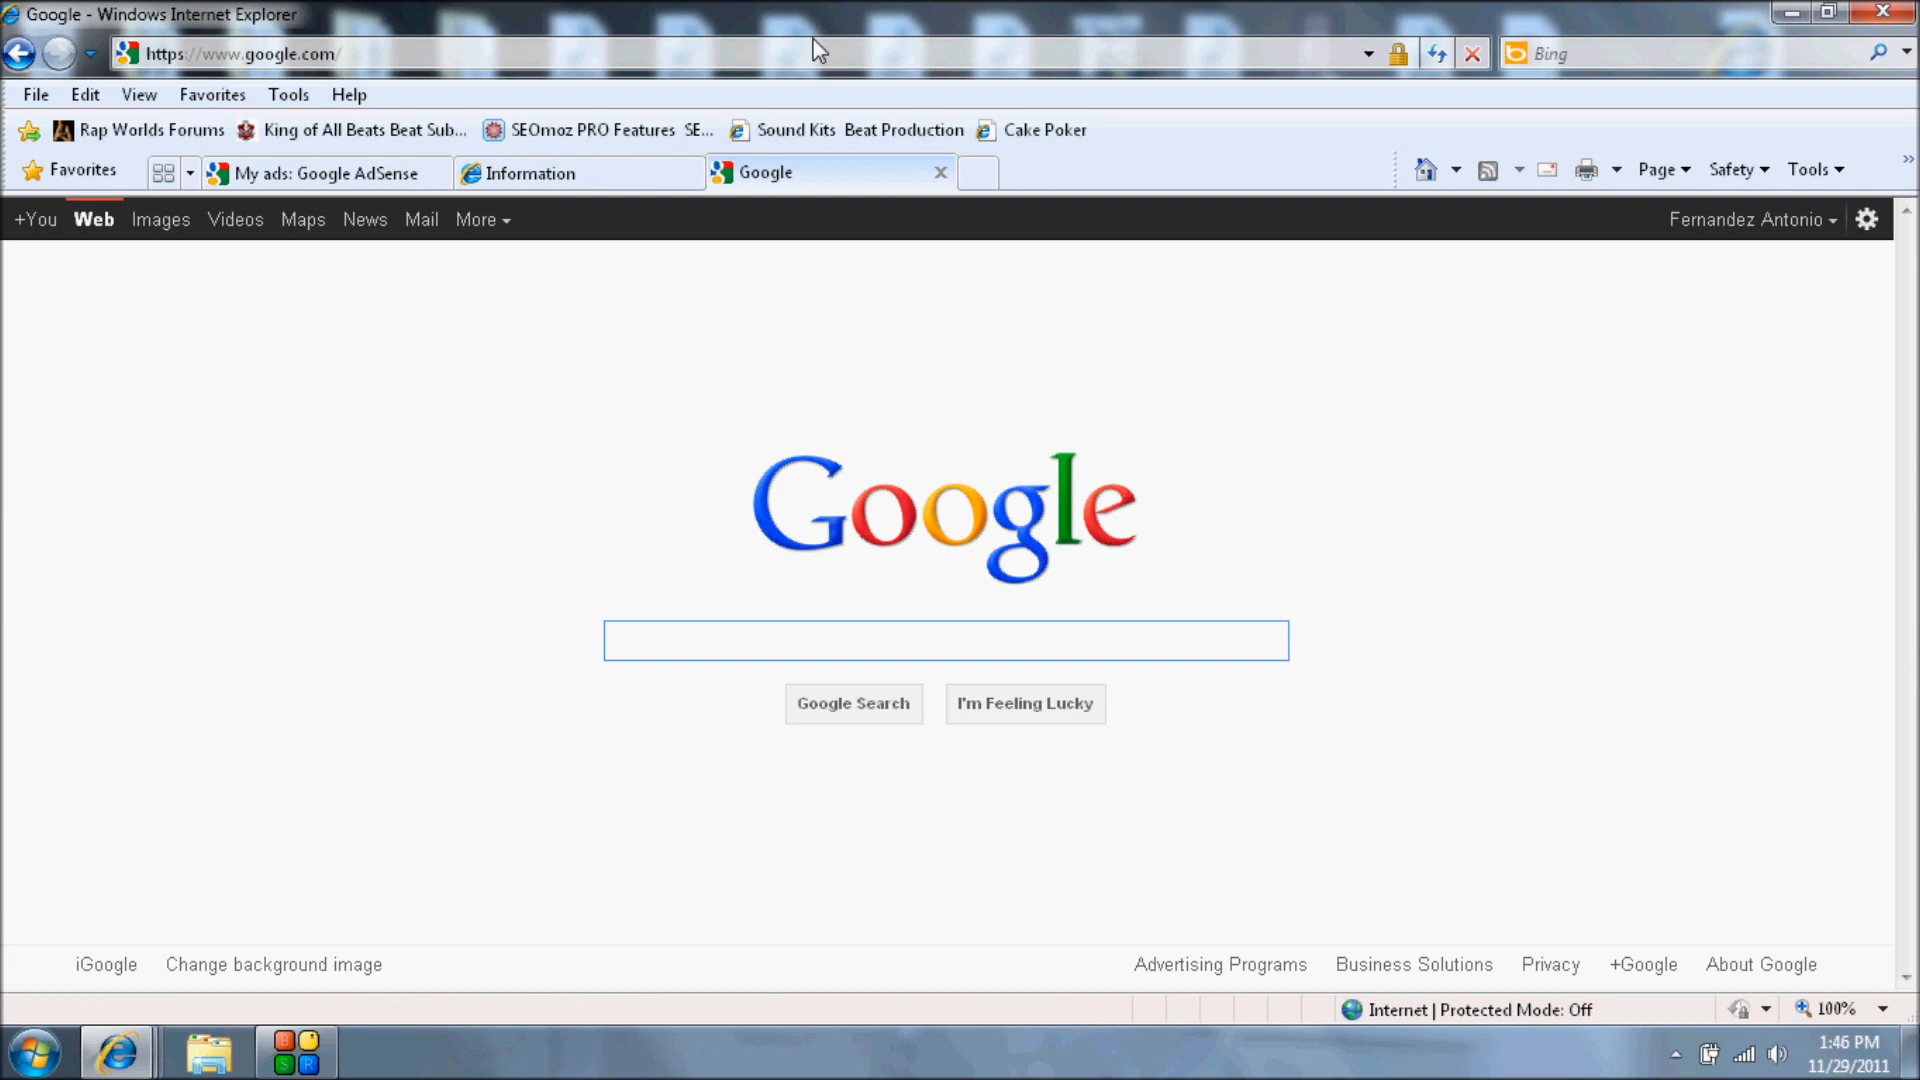 Google - Windows Internet Explorer
https://www.google.com/
Bing
File Edit View Favorites Tools Help
Rap Worlds Forums King of All Beats Beat Sub... SEOmoz PRO Features SE... Sound Kits Beat Production Cake Poker
Favorites My ads: Google AdSense Information Google Page Safety Tools
+You Web Images Videos Maps News Mail More Fernandez Antonio
Google
Google Search I'm Feeling Lucky
iGoogle Change background image Advertising Programs Business Solutions Privacy +Google About Google
Internet | Protected Mode: Off 100%
B
S R
1:46 PM
11/29/2011